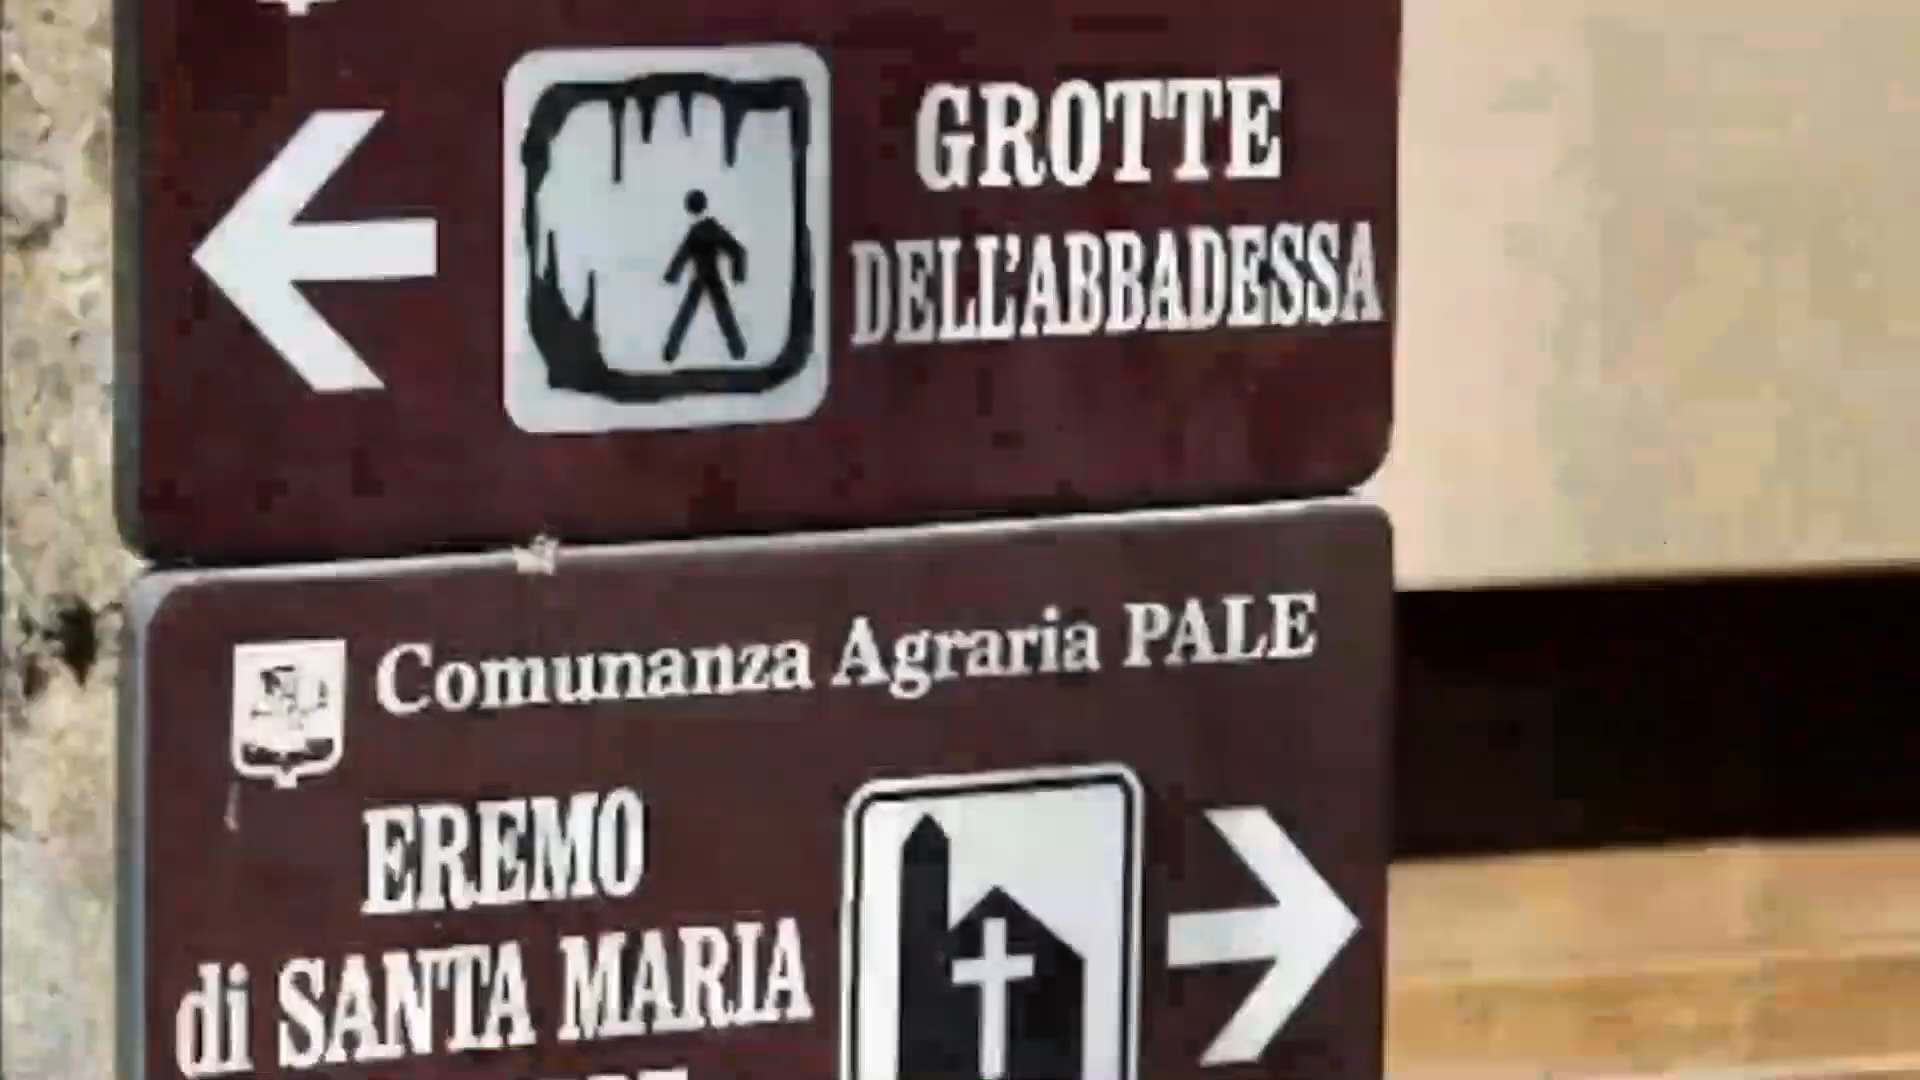 GROTTE
DELL'ABBADESSA
Comunanza Agraria PALE
EREMO
di SANTA MARIA